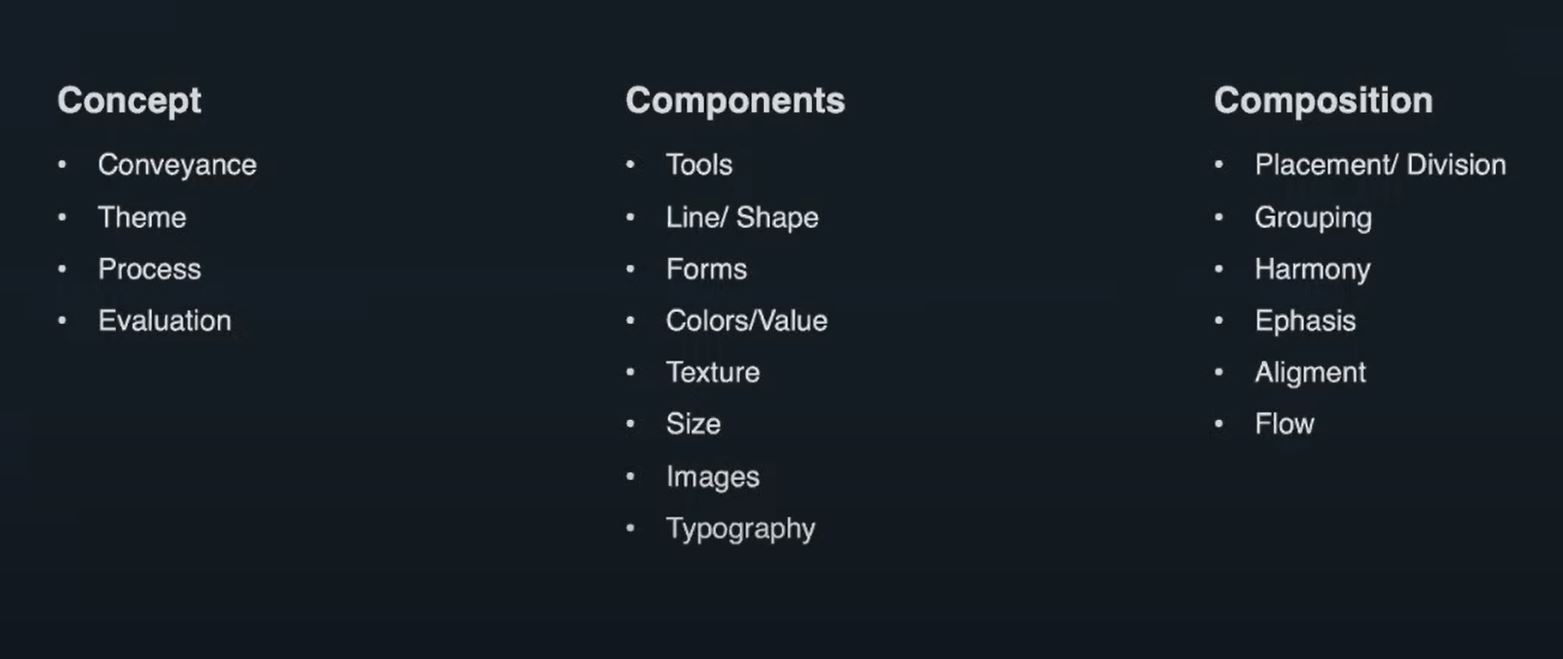 Concept
• Conveyance
• Theme
• Process
• Evaluation
Components
• Tools
• Line/ Shape
• Forms
• Colors/Value
• Texture
• Size
• Images
• Typography
Composition
• Placement/ Division
• Grouping
• Harmony
• Ephasis
• Aligment
• Flow